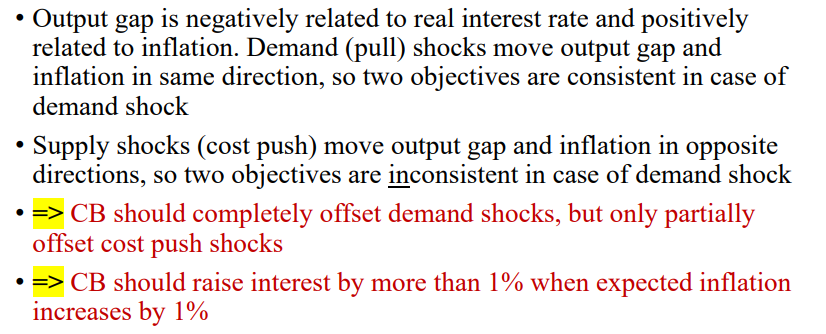 • Output gap is negatively related to real interest rate and positively
related to inflation. Demand (pull) shocks move output gap and
inflation in same direction, so two objectives are consistent in case of
demand shock
• Supply shocks (cost push) move output gap and inflation in opposite
directions, so two objectives are inconsistent in case of demand shock
• => CB should completely offset demand shocks, but only partially
offset cost push shocks
• => CB should raise interest by more than 1% when expected inflation
increases by 1%